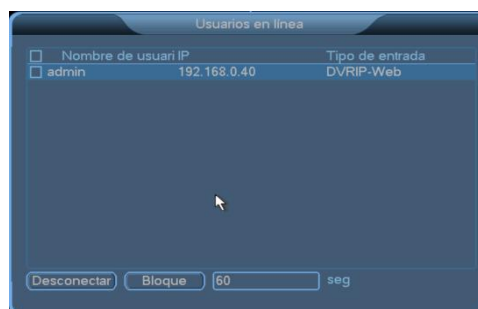 Usuarios en línea
Nombre de usuari IP Tipo de entrada
admin 192.168.0.40 DVRIP-Web
Desconectar Bloque 60 seg